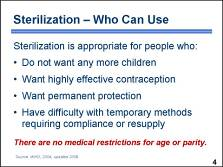 Sterilization – Who Can Use
Sterilization is appropriate for people who:
• Do not want any more children
• Want highly effective contraception
• Want permanent protection
• Have difficulty with temporary methods
requiring compliance or resupply
There are no medical restrictions for age or parity.
Source: WHO, 2004, updated 2008.
4